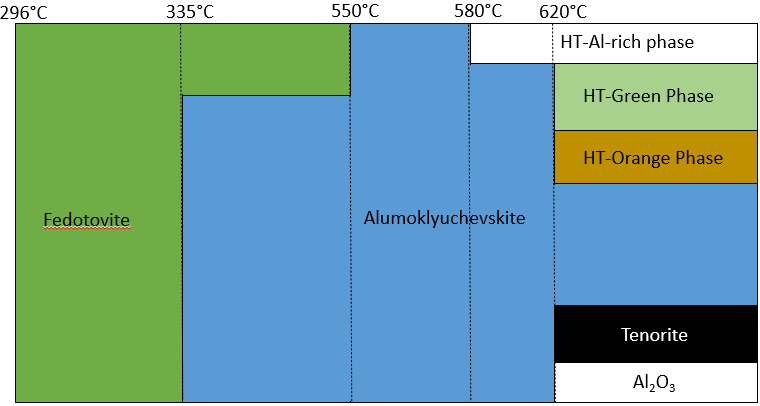 296°C 335°C 550°C 580°C 620°C
HT-Al-rich phase
HT-Green Phase
HT-Orange Phase
Fedotovite Alumoklyuchevskite
Tenorite
Al₂O₃